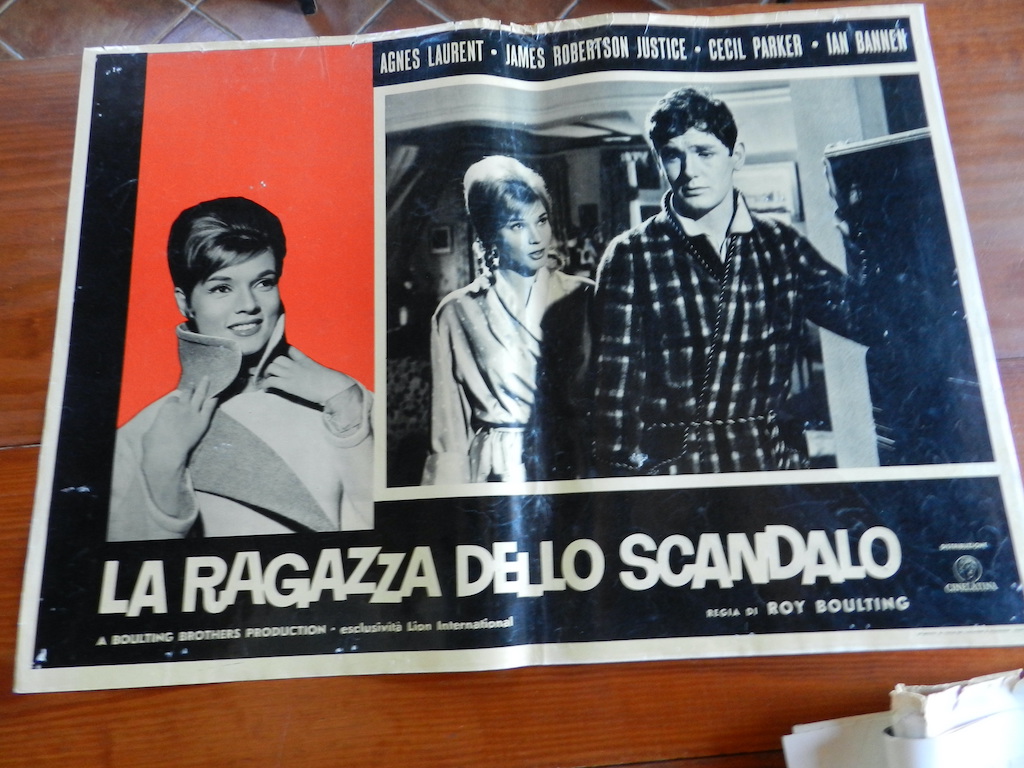 AGNES LAURENT · JAMES ROBERTSON JUSTICE · CECIL PARKER · IAN BANNEN
LA RAGAZZA DELLO SCANDALO
REGIA DI ROY BOULTING
A BOULTING BROTHERS PRODUCTION · esclusività Lion International